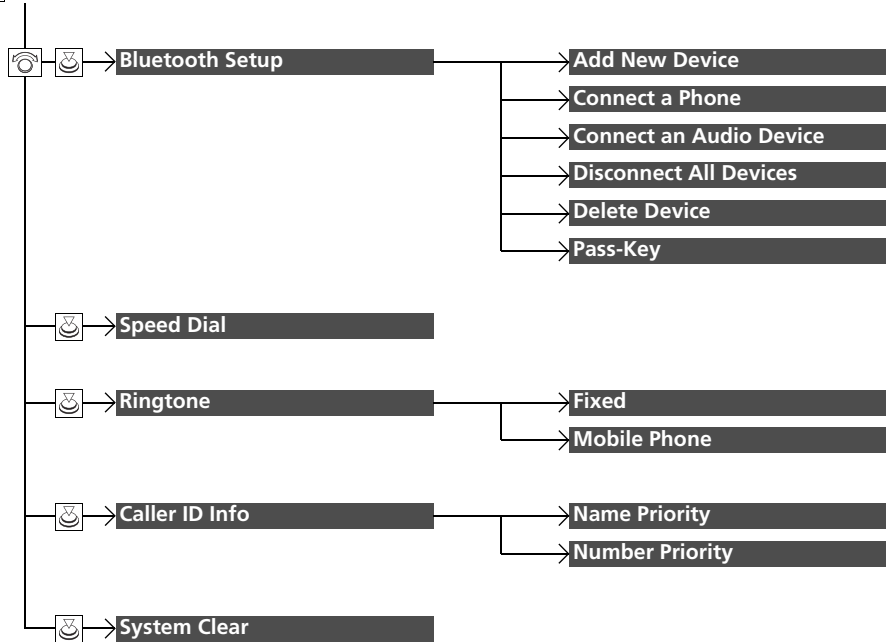 Bluetooth Setup
Add New Device
Connect a Phone
Connect an Audio Device
Disconnect All Devices
Delete Device
Pass-Key
Speed Dial
Ringtone
Fixed
Mobile Phone
Caller ID Info
Name Priority
Number Priority
System Clear